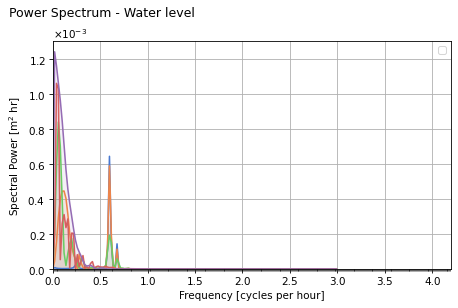 Power Spectrum - Water level
×10⁻³
1.2
1.0
0.8
0.6
0.4
0.2
0.0
Spectral Power [m² hr]
0.0 0.5 1.0 1.5 2.0 2.5 3.0 3.5 4.0
Frequency [cycles per hour]